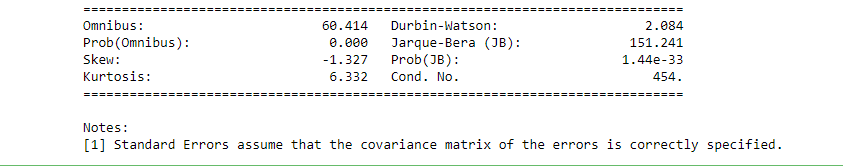 ==============================================================================
Omnibus:                       60.414   Durbin-Watson:                   2.084
Prob(Omnibus):                  0.000   Jarque-Bera (JB):              151.241
Skew:                          -1.327   Prob(JB):                     1.44e-33
Kurtosis:                       6.332   Cond. No.                         454.
==============================================================================
Notes:
[1] Standard Errors assume that the covariance matrix of the errors is correctly specified.